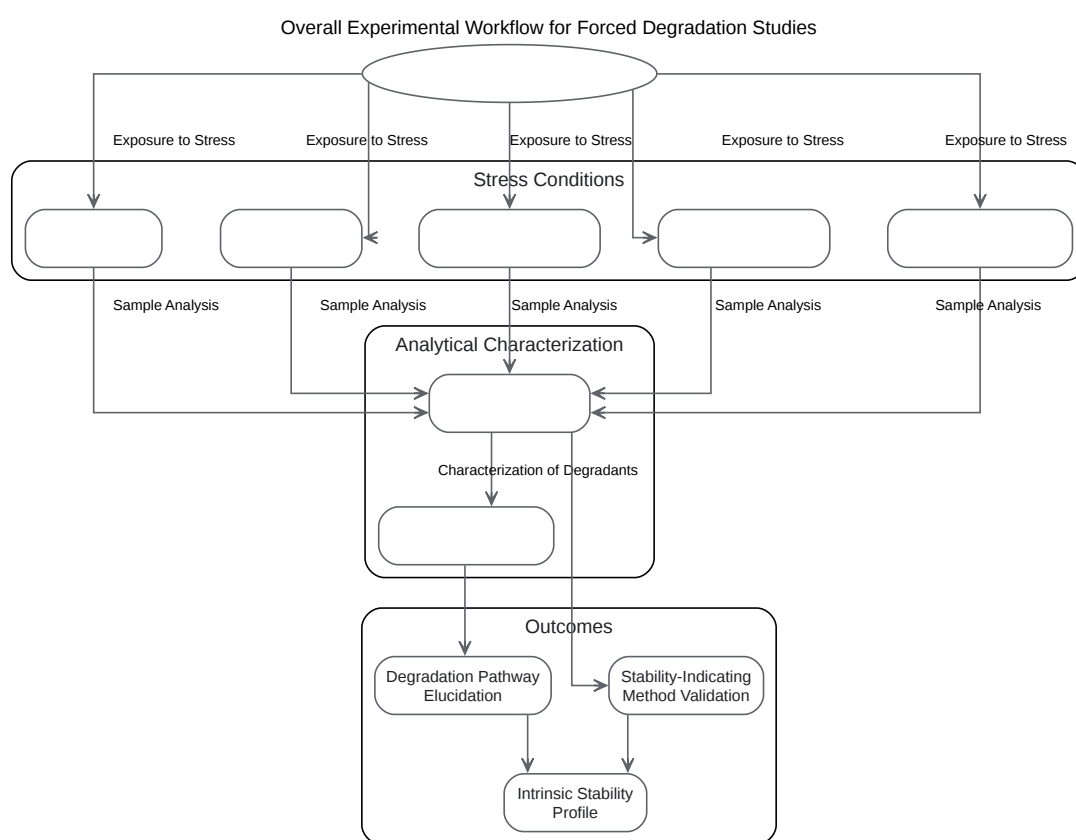 Overall Experimental Workflow for Forced Degradation Studies
Exposure to Stress
Exposure to Stress
Exposure to Stress
Exposure to Stress
Exposure to Stress
Stress Conditions
Sample Analysis
Sample Analysis
Sample Analysis
Sample Analysis
Sample Analysis
Analytical Characterization
Characterization of Degradants
Outcomes
Degradation Pathway
Elucidation
Stability-Indicating
Method Validation
Intrinsic Stability
Profile